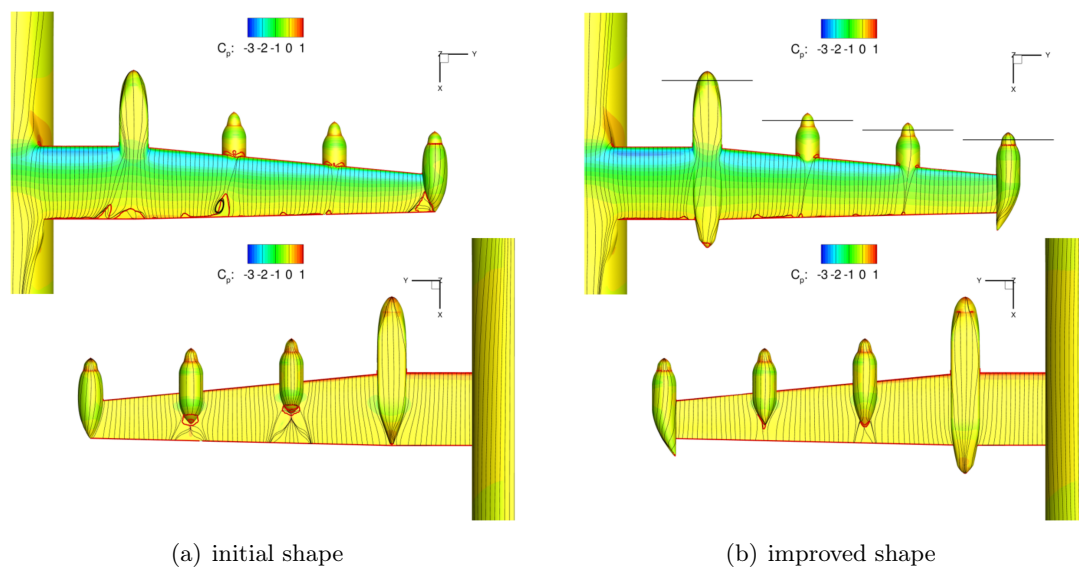 Cp: -3 -2 -1 0 1
Z Y
X
Cp: -3 -2 -1 0 1
Y Z
X
(a) initial shape
Cp: -3 -2 -1 0 1
Z Y
X
Cp: -3 -2 -1 0 1
Y Z
X
(b) improved shape